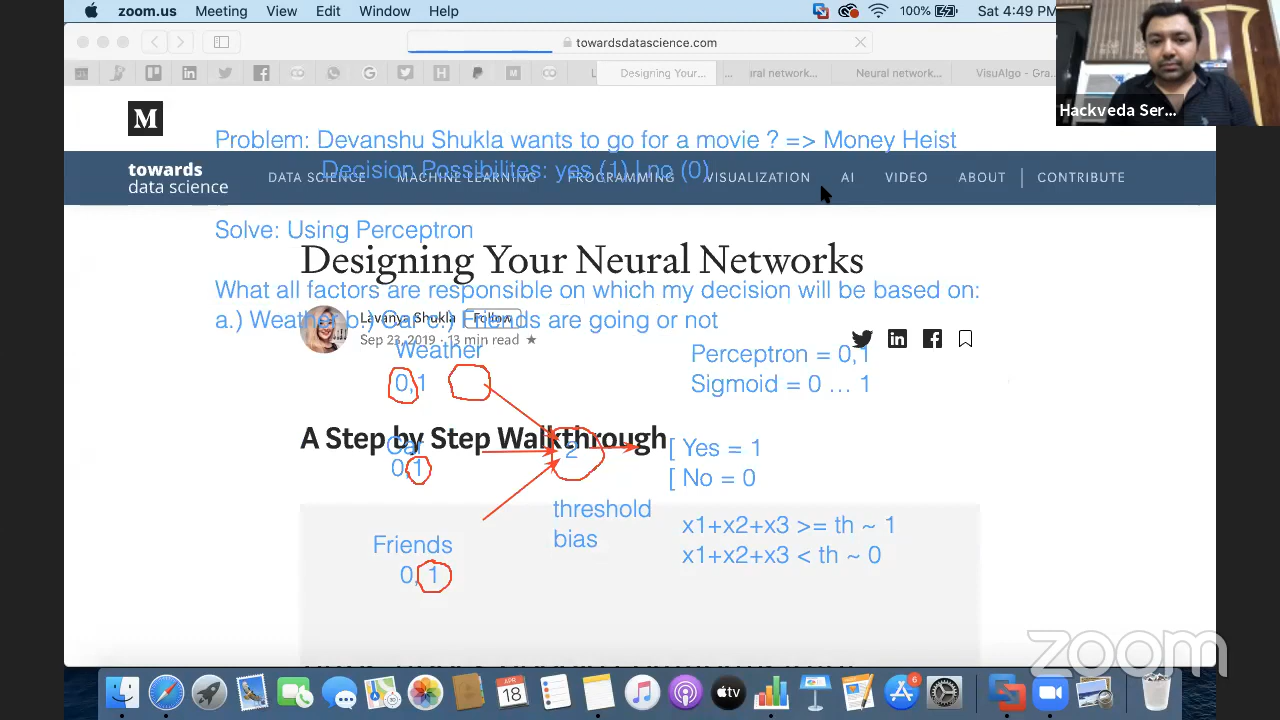 zoom.us Meeting View Edit Window Help 100% Sat 4:49 PM
towardsdatascience.com
Designing Your... ural network... Neural network... VisuAlgo - Gra...
Hackveda Ser...
M
Problem: Devanshu Shukla wants to go for a movie ? => Money Heist
Decision Possibilites: yes (1) | no (0)
towards
data science
DATA SCIENCE MACHINE LEARNING PROGRAMMING VISUALIZATION AI VIDEO ABOUT CONTRIBUTE
Solve: Using Perceptron
Designing Your Neural Networks
What all factors are responsible on which my decision will be based on:
a.) Weather b.) Car c.) Friends are going or not
Lavanya Shukla Follow
Sep 23, 2019 · 13 min read ★
Weather
0,1
Perceptron = 0,1
Sigmoid = 0 ... 1
A Step by Step Walkthrough
Car
0,1
2
[ Yes = 1
[ No = 0
threshold
bias
x1+x2+x3 >= th ~ 1
x1+x2+x3 < th ~ 0
Friends
0, 1
zoom
APR
18
tv
6